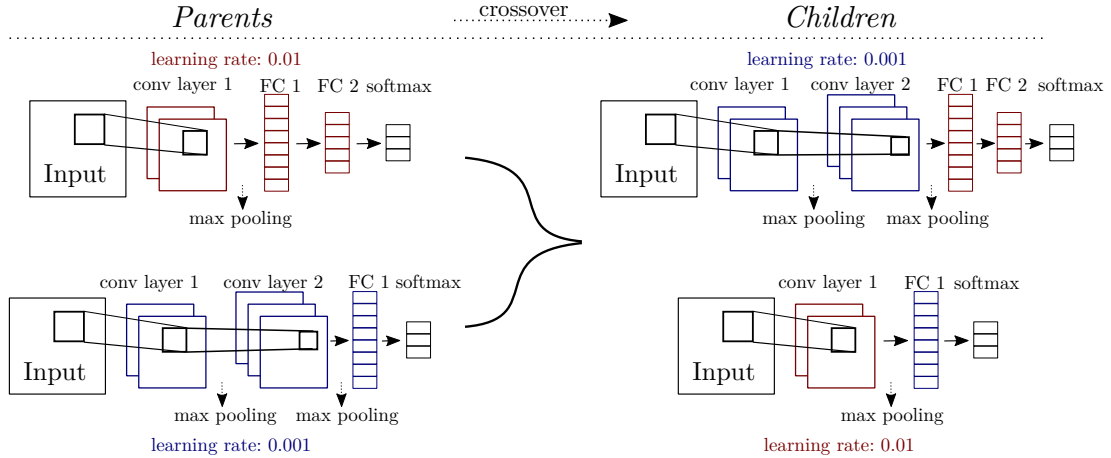 Parents crossover Children
learning rate: 0.01
conv layer 1 FC 1 FC 2 softmax
Input
max pooling
learning rate: 0.001
conv layer 1 conv layer 2 FC 1 FC 2 softmax
Input
max pooling max pooling
conv layer 1 conv layer 2 FC 1 softmax
Input
max pooling max pooling
learning rate: 0.001
conv layer 1 FC 1 softmax
Input
max pooling
learning rate: 0.01